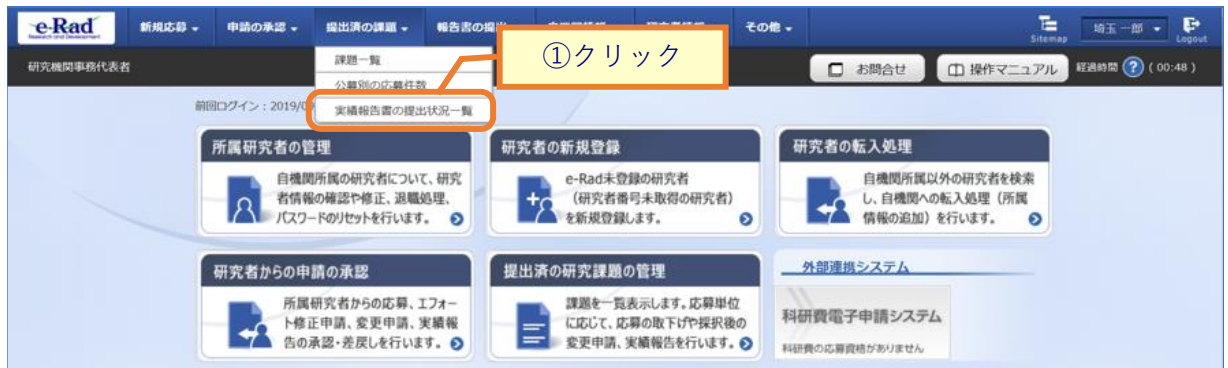 e-Rad
Research and Development
新規応募
申請の承認
提出済の課題
報告書の提出
その他
Sitemap
埼玉 一郎
Logout
研究機関事務代表者
課題一覧
公募別の応募件数
実績報告書の提出状況一覧
①クリック
お問合せ
操作マニュアル
経過時間 ? ( 00:48 )
前回ログイン：2019/0
所属研究者の管理
自機関所属の研究者について、研究
者情報の確認や修正、退職処理、
パスワードのリセットを行います。
研究者の新規登録
e-Rad未登録の研究者
（研究者番号未取得の研究者）
を新規登録します。
研究者の転入処理
自機関所属以外の研究者を検索
し、自機関への転入処理（所属
情報の追加）を行います。
研究者からの申請の承認
所属研究者からの応募、エフォー
ト修正申請、変更申請、実績報
告の承認・差戻しを行います。
提出済の研究課題の管理
課題を一覧表示します。応募単位
に応じて、応募の取下げや採択後の
変更申請、実績報告を行います。
外部連携システム
科研費電子申請システム
科研費の応募資格がありません